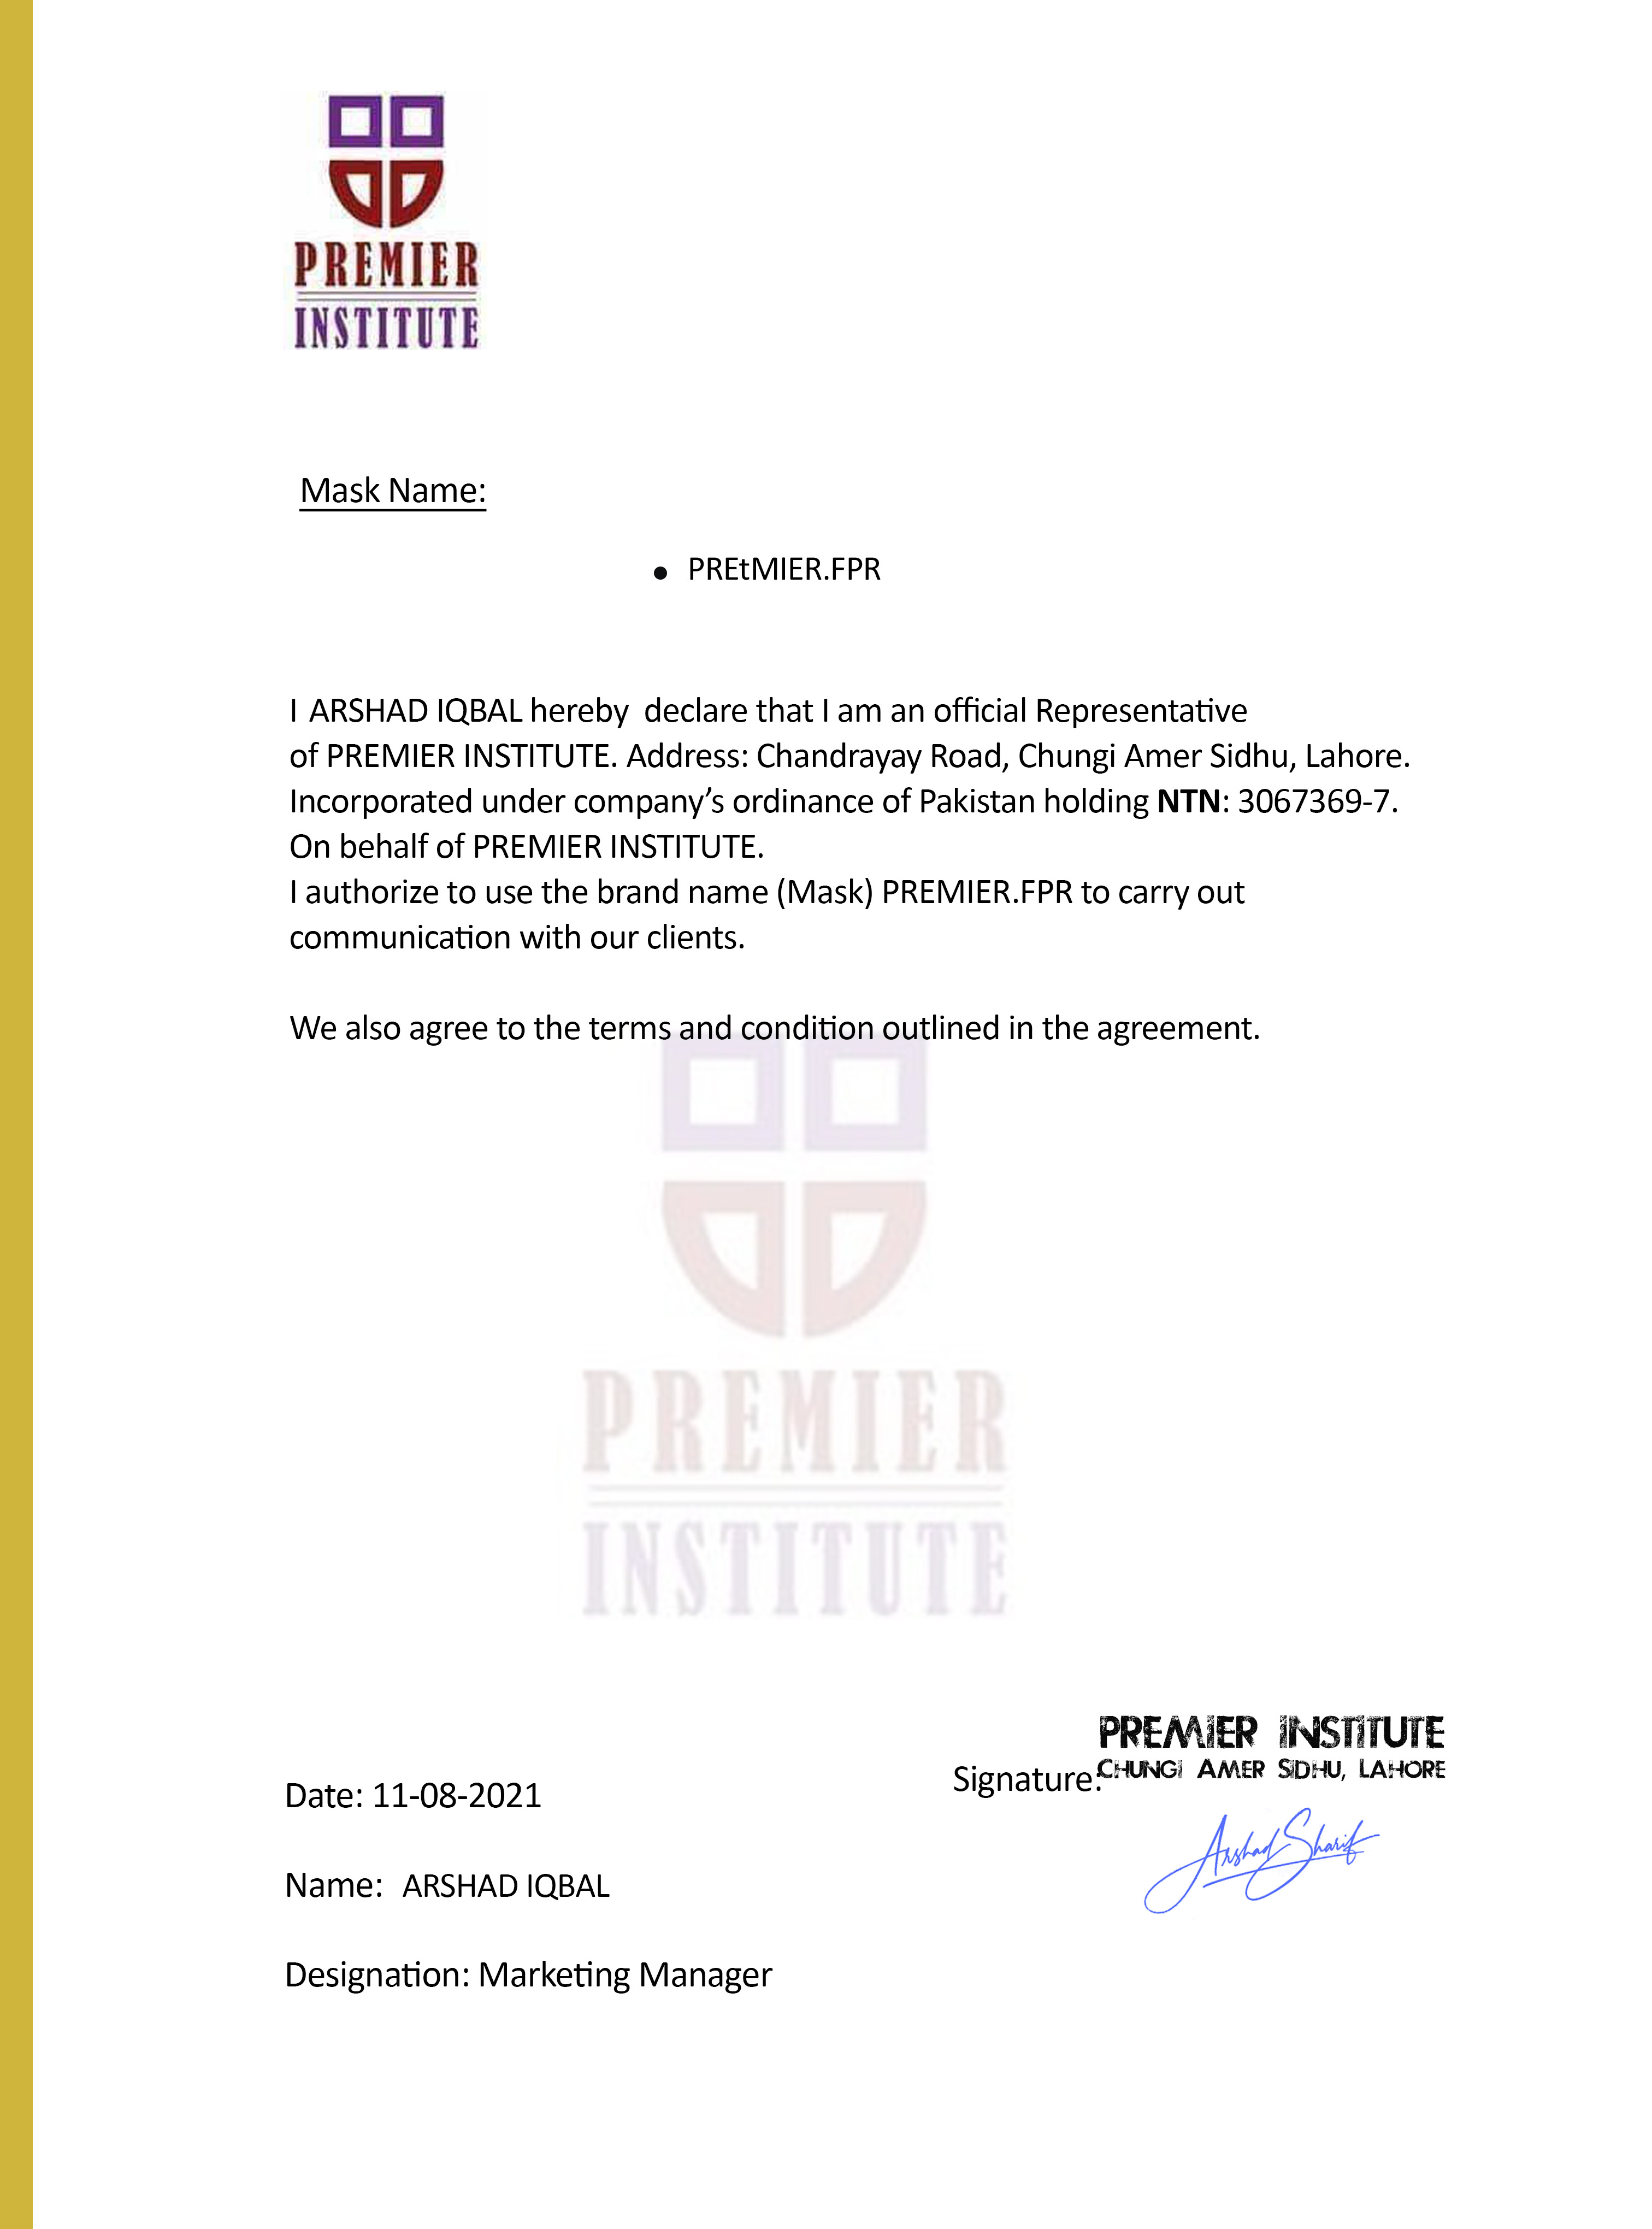 PREMIER
INSTITUTE
Mask Name:
• PREtMIER.FPR
I ARSHAD IQBAL hereby declare that I am an official Representative
of PREMIER INSTITUTE. Address: Chandrayay Road, Chungi Amer Sidhu, Lahore.
Incorporated under company’s ordinance of Pakistan holding NTN: 3067369-7.
On behalf of PREMIER INSTITUTE.
I authorize to use the brand name (Mask) PREMIER.FPR to carry out
communication with our clients.
We also agree to the terms and condition outlined in the agreement.
PREMIER
INSTITUTE
PREMIER INSTITUTE
CHUNGI AMER SIDHU, LAHORE
Signature:
Arshad Sharif
Date: 11-08-2021
Name: ARSHAD IQBAL
Designation: Marketing Manager